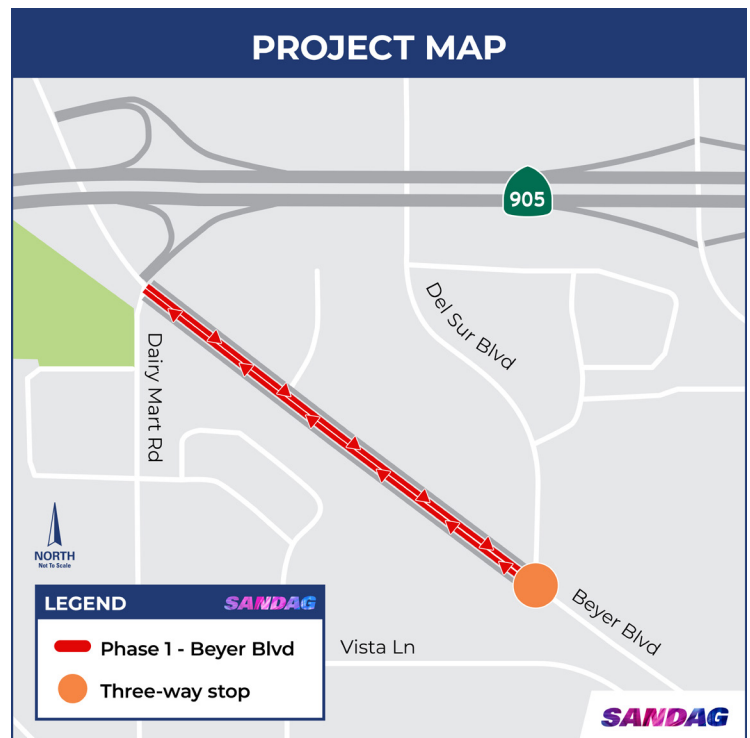 PROJECT MAP
905
Del Sur Blvd
Dairy Mart Rd
NORTH
Not To Scale
Beyer Blvd
LEGEND
SANDAG
Phase 1 - Beyer Blvd
Three-way stop
Vista Ln
SANDAG